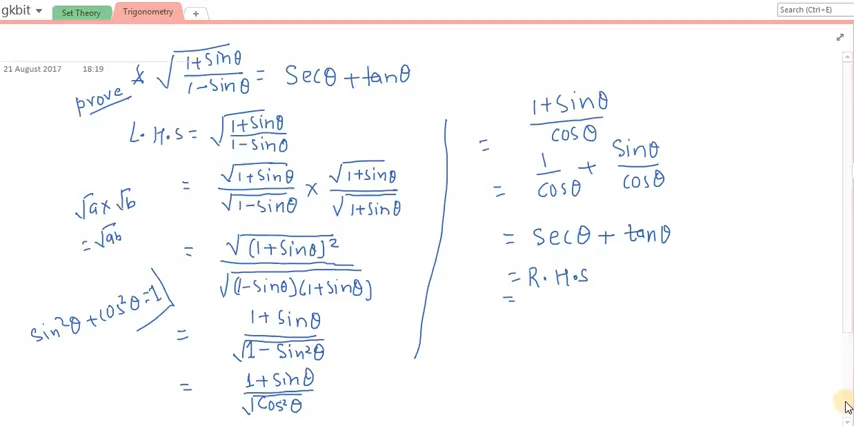 gkbit
Set Theory
Trigonometry
+
Search (Ctrl+E)
21 August 2017 18:19
prove * √((1+sinθ)/(1-sinθ)) = secθ + tanθ
L.H.S = √((1+sinθ)/(1-sinθ))
= √(1+sinθ)/√(1-sinθ) × √(1+sinθ)/√(1+sinθ)
√a × √b
= √ab
= √((1+sinθ)²)/√((1-sinθ)(1+sinθ))
sin²θ + cos²θ = 1
= (1+sinθ)/√(1-sin²θ)
= (1+sinθ)/√(cos²θ)
= (1+sinθ)/cosθ
= 1/cosθ + sinθ/cosθ
= secθ + tanθ
= R.H.S
=